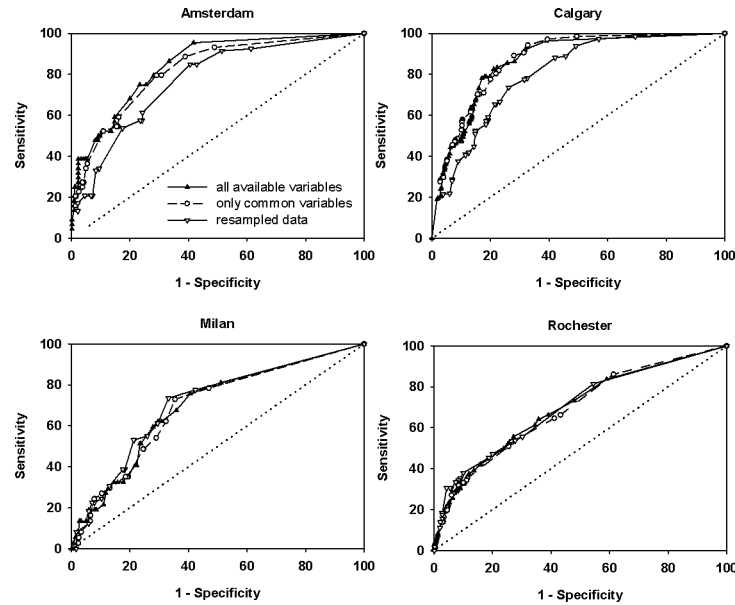 Amsterdam
100
80
60
40
20
0
Sensitivity
all available variables
only common variables
resampled data
0 20 40 60 80 100
1 - Specificity
Calgary
100
80
60
40
20
0
Sensitivity
0 20 40 60 80 100
1 - Specificity
Milan
100
80
60
40
20
0
Sensitivity
0 20 40 60 80 100
1 - Specificity
Rochester
100
80
60
40
20
0
Sensitivity
0 20 40 60 80 100
1 - Specificity